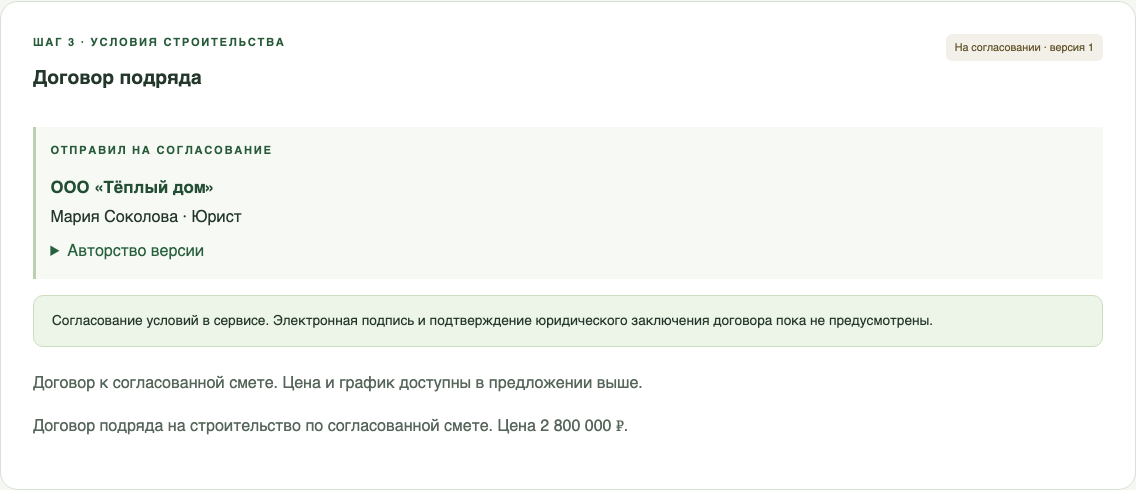 ШАГ 3 · УСЛОВИЯ СТРОИТЕЛЬСТВА
На согласовании · версия 1
Договор подряда
ОТПРАВИЛ НА СОГЛАСОВАНИЕ
ООО «Тёплый дом»
Мария Соколова · Юрист
▶ Авторство версии
Согласование условий в сервисе. Электронная подпись и подтверждение юридического заключения договора пока не предусмотрены.
Договор к согласованной смете. Цена и график доступны в предложении выше.
Договор подряда на строительство по согласованной смете. Цена 2 800 000 ₽.